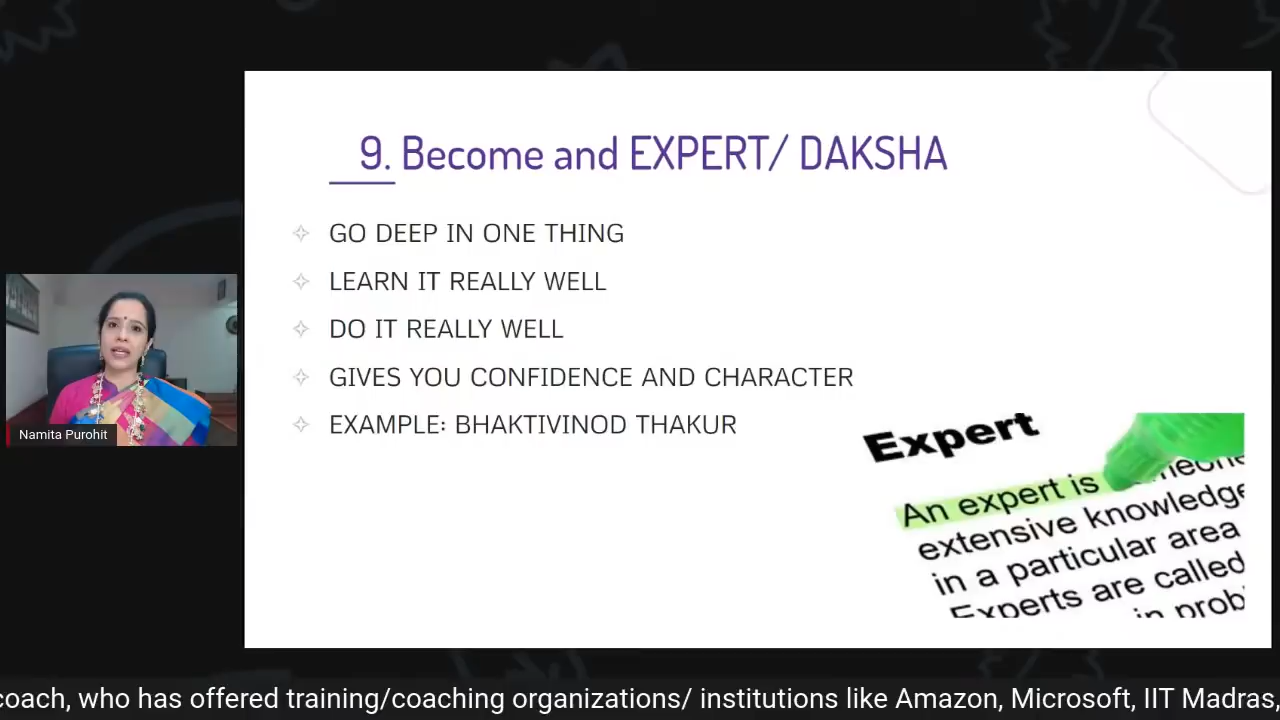 9. Become and EXPERT/ DAKSHA
GO DEEP IN ONE THING
LEARN IT REALLY WELL
DO IT REALLY WELL
GIVES YOU CONFIDENCE AND CHARACTER
EXAMPLE: BHAKTIVINOD THAKUR
Expert
An expert is
extensive knowledge
in a particular area
Experts are called
in prob
Namita Purohit
coach, who has offered training/coaching organizations/ institutions like Amazon, Microsoft, IIT Madras,